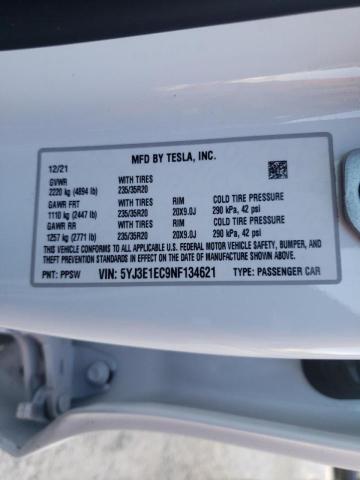 MFD BY TESLA, INC.
12/21
GVWR WITH TIRES
2220 kg (4894 lb) 235/35R20
GAWR FRT WITH TIRES RIM COLD TIRE PRESSURE
1110 kg (2447 lb) 235/35R20 20X9.0J 290 kPa, 42 psi
GAWR RR WITH TIRES RIM COLD TIRE PRESSURE
1257 kg (2771 lb) 235/35R20 20X9.0J 290 kPa, 42 psi
THIS VEHICLE CONFORMS TO ALL APPLICABLE U.S. FEDERAL MOTOR VEHICLE SAFETY, BUMPER, AND
THEFT PREVENTION STANDARDS IN EFFECT ON THE DATE OF MANUFACTURE SHOWN ABOVE.
PNT: PPSW VIN: 5YJ3E1EC9NF134621 TYPE: PASSENGER CAR